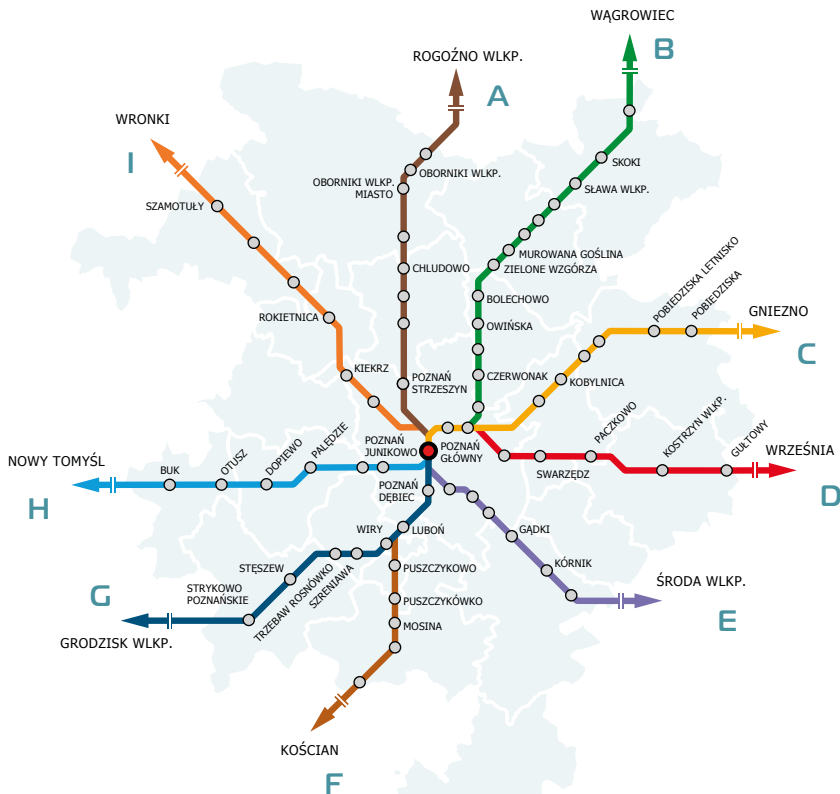 WĄGROWIEC
B
ROGOŹNO WLKP.
A
WRONKI
I
SKOKI
OBORNIKI WLKP.
OBORNIKI WLKP.
MIASTO
SŁAWA WLKP.
SZAMOTUŁY
MUROWANA GOŚLINA
ZIELONE WZGÓRZA
CHLUDOWO
POBIEDZISKA LETNISKO
POBIEDZISKA
BOLECHOWO
GNIEZNO
C
ROKIETNICA
OWIŃSKA
KIEKRZ
POZNAŃ
STRZESZYN
CZERWONAK
KOBYLNICA
POZNAŃ
JUNIKOWO
POZNAŃ
GŁÓWNY
PACZKOWO
KOSTRZYN WLKP.
GUŁTOWY
WRZEŚNIA
D
SWARZĘDZ
NOWY TOMYŚL
H
BUK
OTUSZ
DOPIEWO
PALĘDZIE
POZNAŃ
DĘBIEC
LUBOŃ
WIRY
GĄDKI
KÓRNIK
ŚRODA WLKP.
E
STĘSZEW
TRZEBAW ROSNÓWKO
SZRENIAWA
PUSZCZYKOWO
STRYKOWO
POZNAŃSKIE
PUSZCZYKÓWKO
G
GRODZISK WLKP.
MOSINA
KOŚCIAN
F